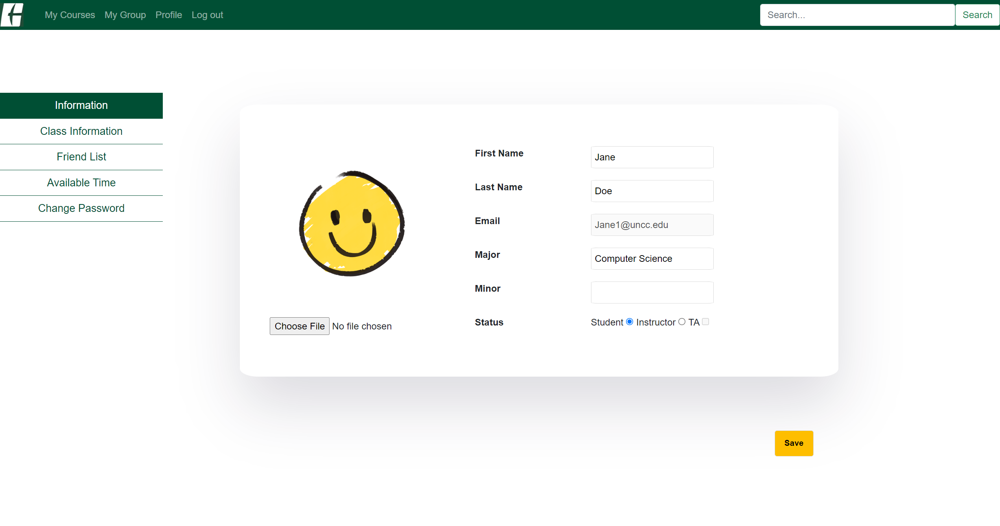 My Courses My Group Profile Log out Search... Search
Information
Class Information
Friend List
Available Time
Change Password
First Name Jane
Last Name Doe
Email Jane1@uncc.edu
Major Computer Science
Minor
Choose File No file chosen
Status Student Instructor TA
Save